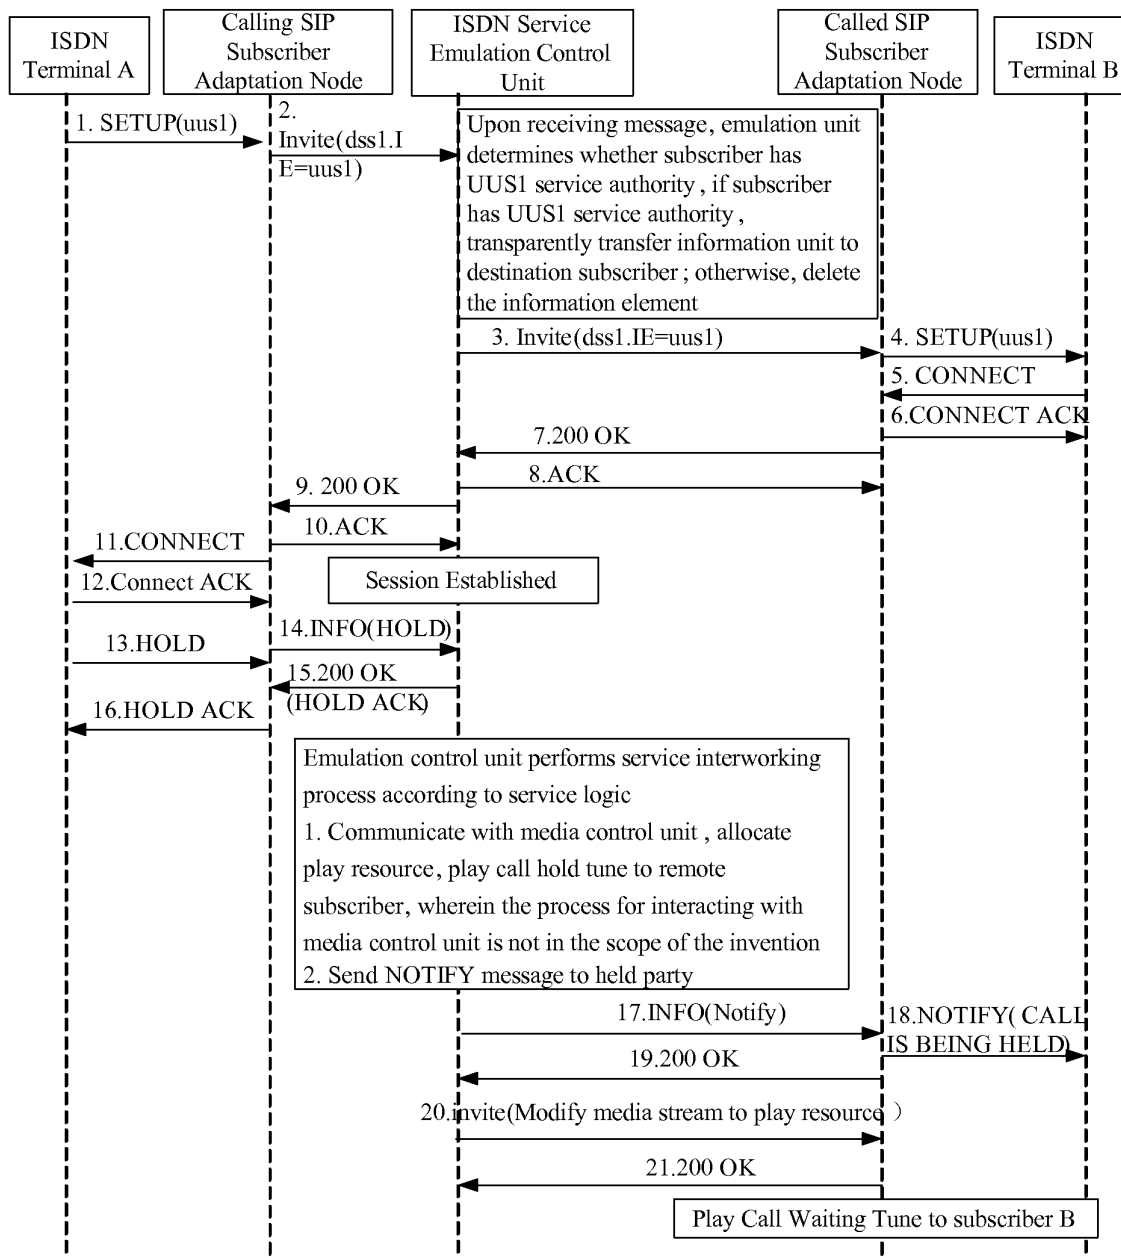 ISDN
Terminal A
Calling SIP
Subscriber
Adaptation Node
ISDN Service
Emulation Control
Unit
Called SIP
Subscriber
Adaptation Node
ISDN
Terminal B
1. SETUP(uus1)
2.
Invite(dss1.I
E=uus1)
Upon receiving message, emulation unit
determines whether subscriber has
UUS1 service authority, if subscriber
has UUS1 service authority,
transparently transfer information unit to
destination subscriber; otherwise, delete
the information element
3. Invite(dss1.IE=uus1)
4. SETUP(uus1)
5. CONNECT
6.CONNECT ACK
7.200 OK
8.ACK
9. 200 OK
10.ACK
11.CONNECT
12.Connect ACK
Session Established
13.HOLD
14.INFO(HOLD)
15.200 OK
(HOLD ACK)
16.HOLD ACK
Emulation control unit performs service interworking
process according to service logic
1. Communicate with media control unit, allocate
play resource, play call hold tune to remote
subscriber, wherein the process for interacting with
media control unit is not in the scope of the invention
2. Send NOTIFY message to held party
17.INFO(Notify)
18.NOTIFY( CALL
IS BEING HELD)
19.200 OK
20.invite(Modify media stream to play resource）
21.200 OK
Play Call Waiting Tune to subscriber B